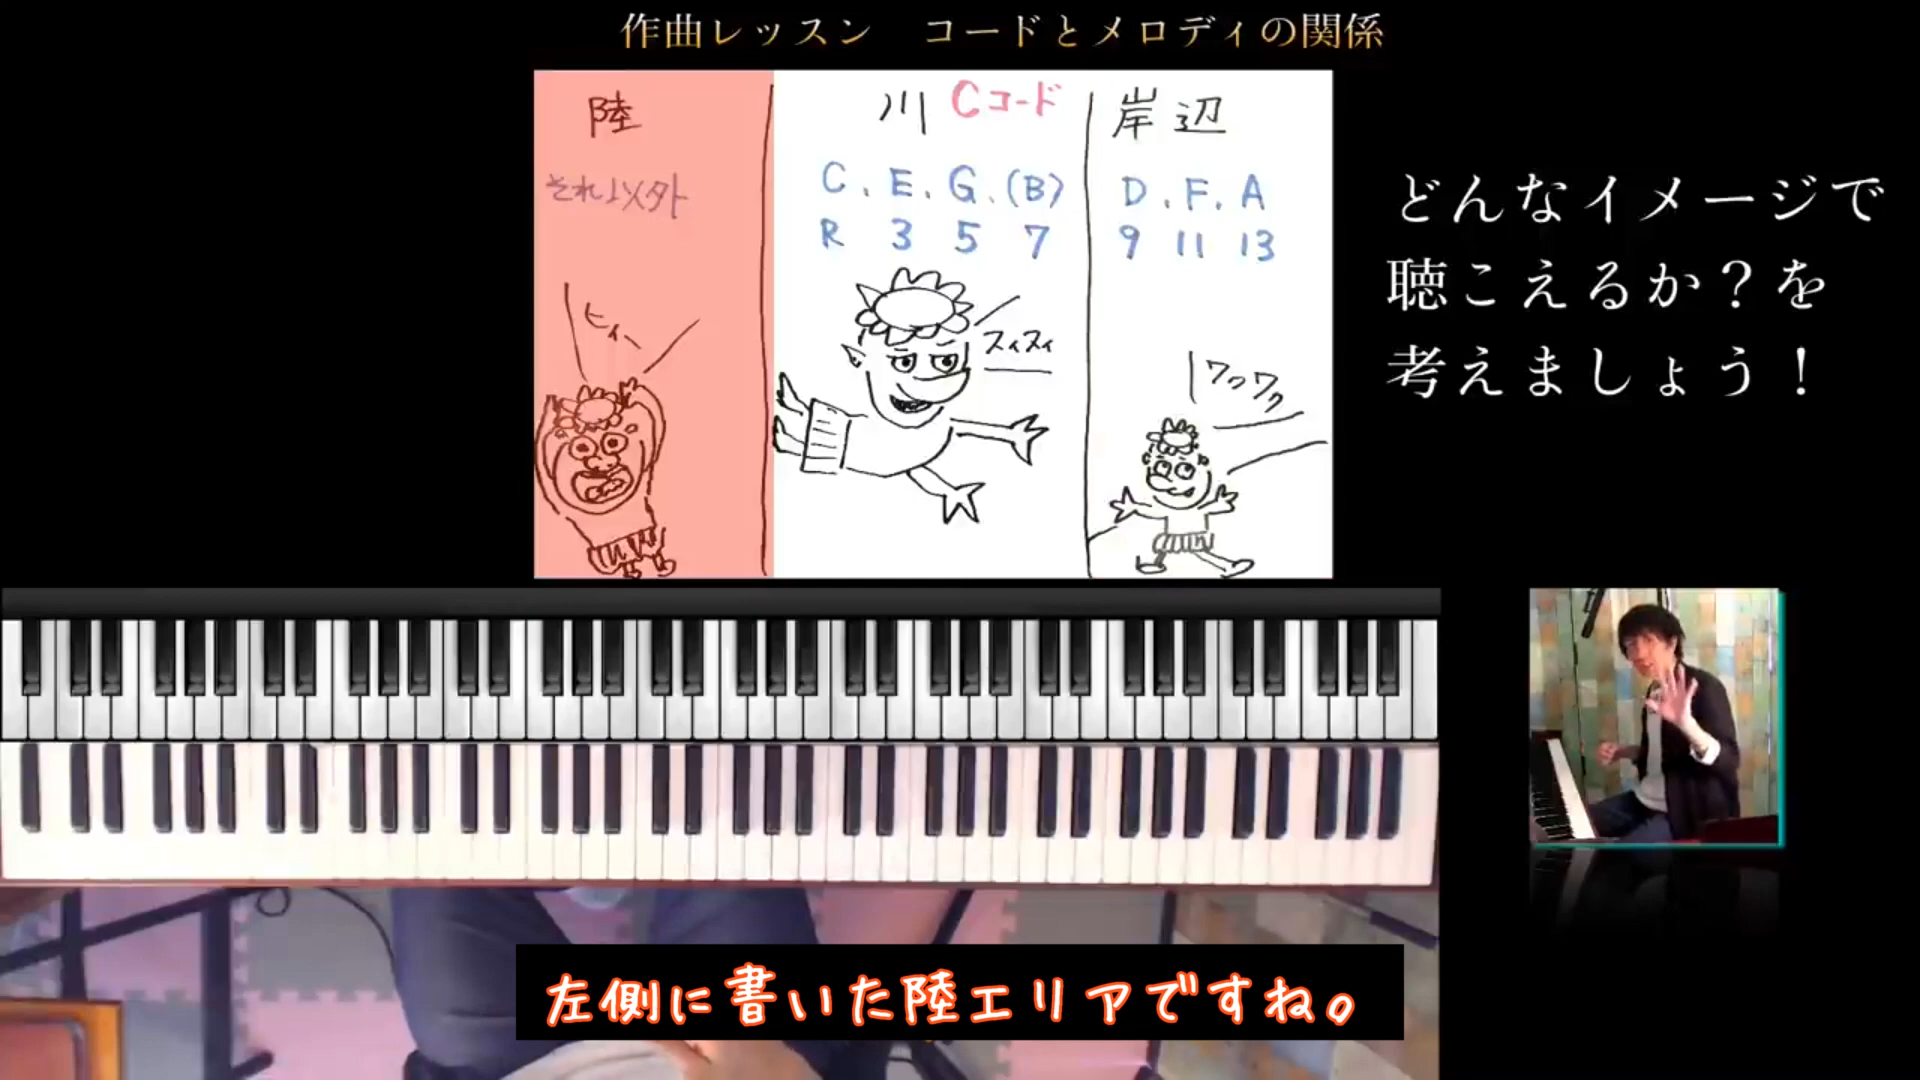 作曲レッスン　コードとメロディの関係
陸
それ以外
ヒィー
川 Cコード
C . E . G . (B)
R 3 5 7
スィスィ
岸辺
D . F . A
9 11 13
ワクワク
どんなイメージで
聴こえるか？を
考えましょう！
左側に書いた陸エリアですね。